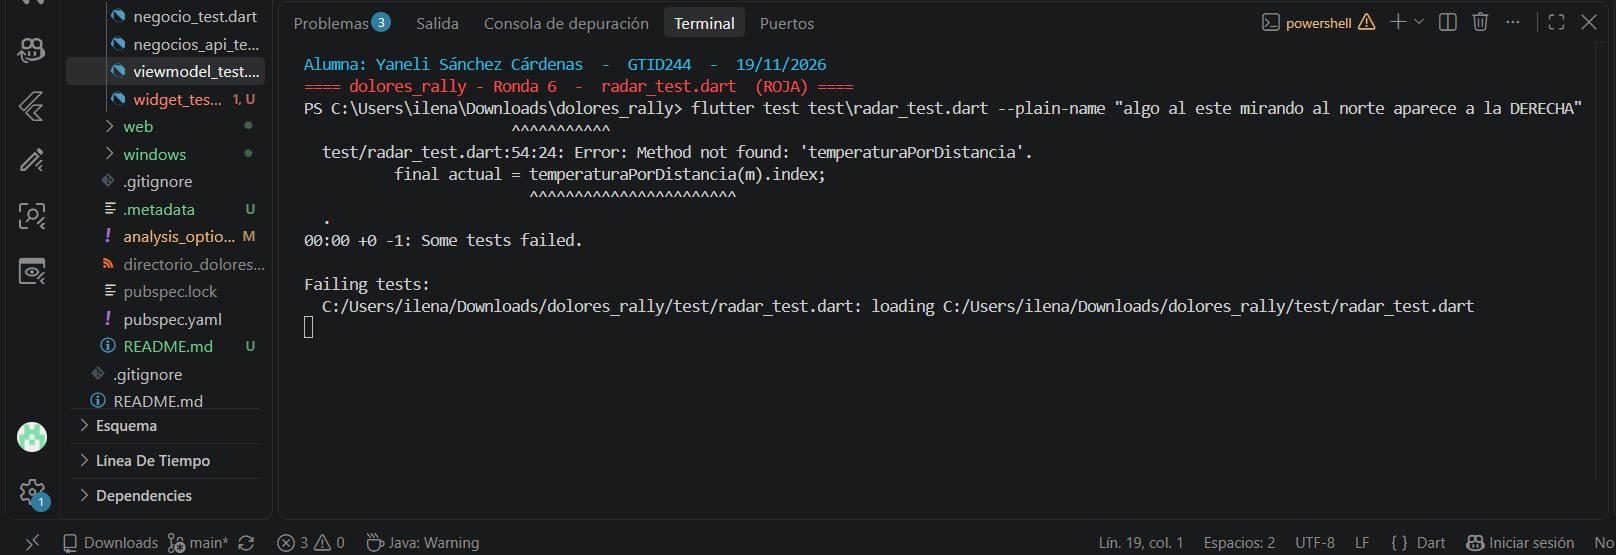 negocio_test.dart
negocios_api_te...
viewmodel_test....
widget_tes... 1, U
web
windows
.gitignore
.metadata U
analysis_optio... M
directorio_dolores...
pubspec.lock
pubspec.yaml
README.md U
.gitignore
README.md
Esquema
Línea De Tiempo
Dependencies
1
Problemas 3 Salida Consola de depuración Terminal Puertos powershell
Alumna: Yaneli Sánchez Cárdenas - GTID244 - 19/11/2026
==== dolores_rally - Ronda 6 - radar_test.dart (ROJA) ====
PS C:\Users\ilena\Downloads\dolores_rally> flutter test test\radar_test.dart --plain-name "algo al este mirando al norte aparece a la DERECHA"
^^^^^^^^^^^
test/radar_test.dart:54:24: Error: Method not found: 'temperaturaPorDistancia'.
final actual = temperaturaPorDistancia(m).index;
^^^^^^^^^^^^^^^^^^^^^^^
.
00:00 +0 -1: Some tests failed.
Failing tests:
C:/Users/ilena/Downloads/dolores_rally/test/radar_test.dart: loading C:/Users/ilena/Downloads/dolores_rally/test/radar_test.dart
Downloads main* 3 0 Java: Warning Lín. 19, col. 1 Espacios: 2 UTF-8 LF { } Dart Iniciar sesión No